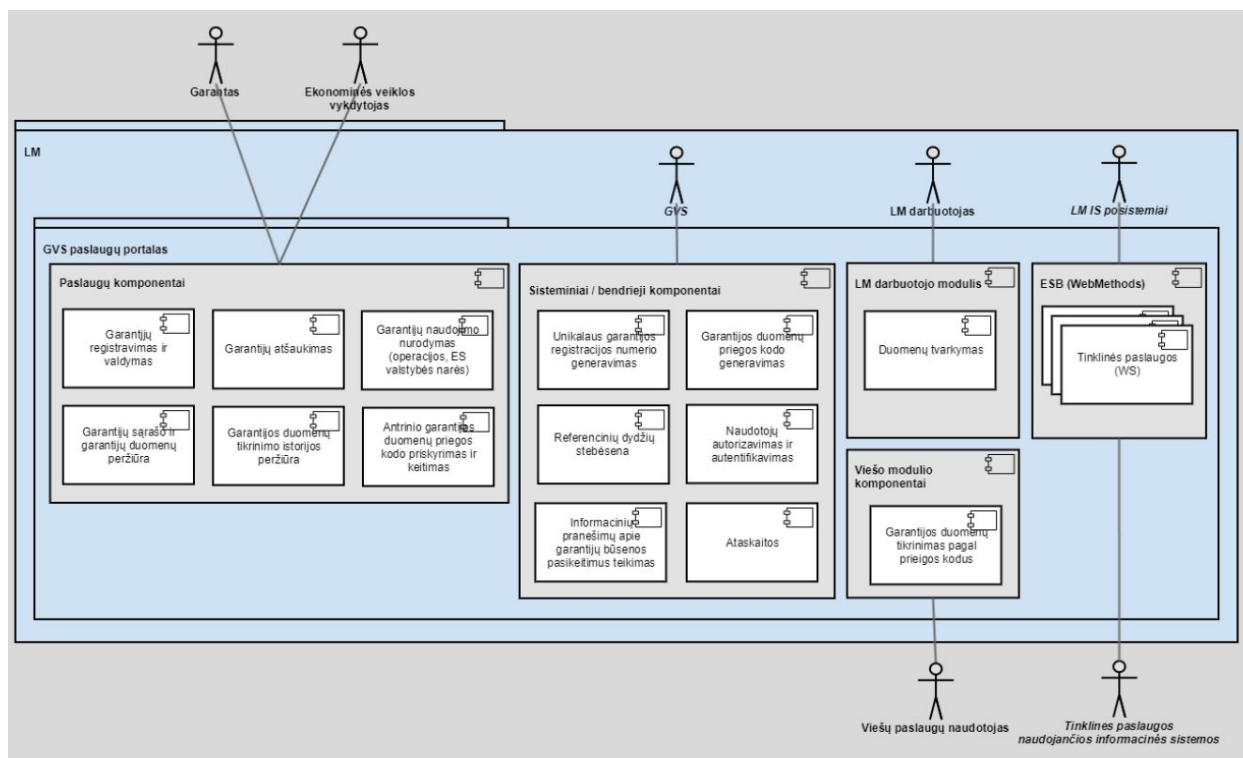 Garantas
Ekonominės veiklos
vykdytojas
LM
GVS
LM darbuotojas
LM IS posistemiai
GVS paslaugų portalas
Paslaugų komponentai
Garantįjų
registravimas ir
valdymas
Garantijų atšaukimas
Garantijų naudojimo
nurodymas
(operacijos, ES
valstybės narės)
Garantijų sąrašo ir
garantijų duomenų
peržiūra
Garantijos duomenų
tikrinimo istorijos
peržiūra
Antrinio garantijos
duomenų priegos
kodo priskyrimas ir
keitimas
Sisteminiai / bendrieji komponentai
Unikalaus garantijos
registracijos numerio
generavimas
Garantijos duomenų
priegos kodo
generavimas
Referencinių dydžių
stebėsena
Naudotojų
autorizavimas ir
autentifikavimas
Informacinių
pranešimų apie
garantijų būsenos
pasikeitimus teikimas
Ataskaitos
LM darbuotojo modulis
Duomenų tvarkymas
Viešo modulio
komponentai
Garantijos duomenų
tikrinimas pagal
prieigos kodus
ESB (WebMethods)
Tinklinės paslaugos
(WS)
Viešų paslaugų naudotojas
Tinklines paslaugos
naudojančios informacinės sistemos